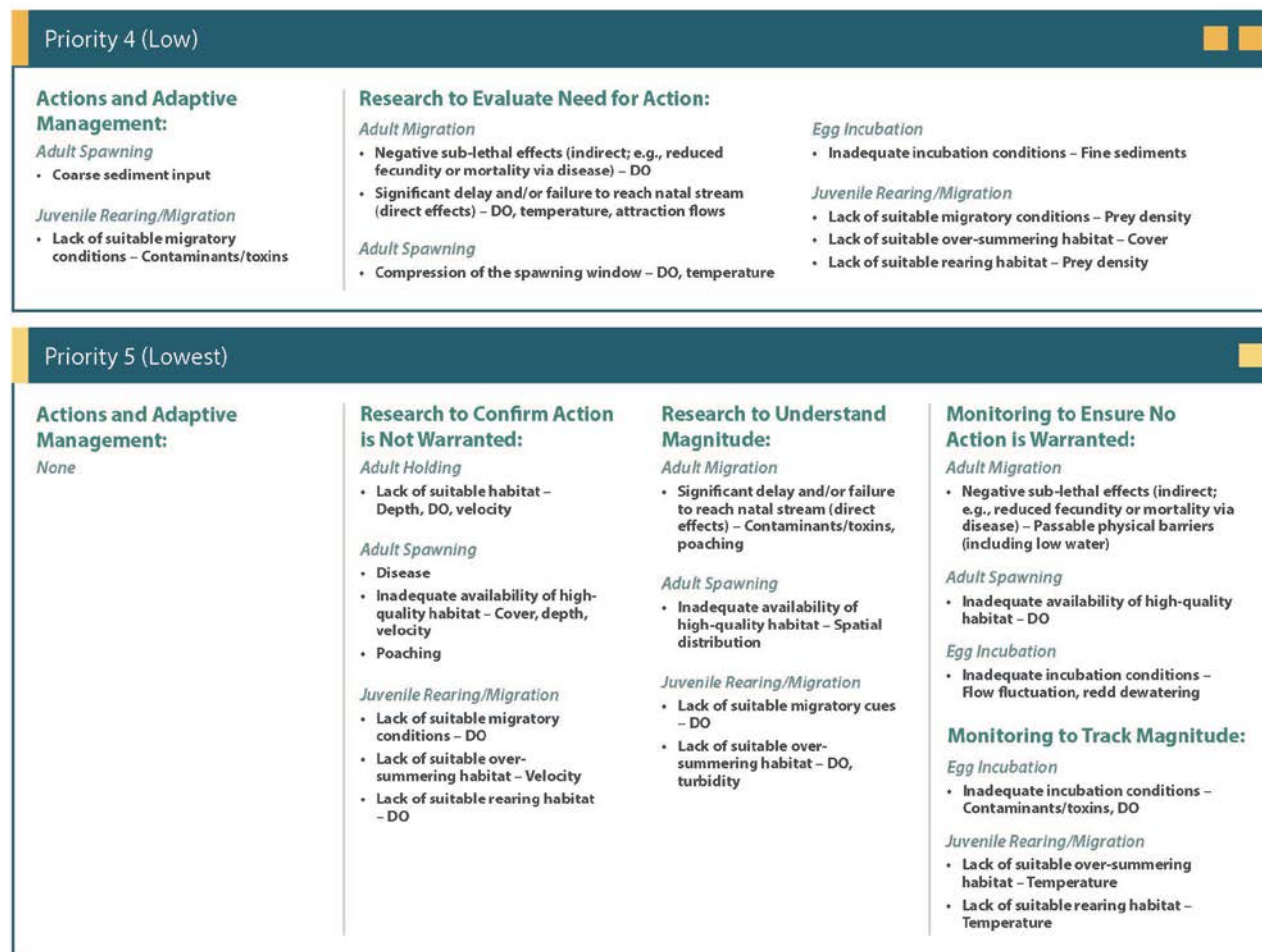 Priority 4 (Low)
Actions and Adaptive
Management:
Adult Spawning
• Coarse sediment input
Juvenile Rearing/Migration
• Lack of suitable migratory
conditions – Contaminants/toxins
Research to Evaluate Need for Action:
Adult Migration
• Negative sub-lethal effects (indirect; e.g., reduced
fecundity or mortality via disease) – DO
• Significant delay and/or failure to reach natal stream
(direct effects) – DO, temperature, attraction flows
Adult Spawning
• Compression of the spawning window – DO, temperature
Egg Incubation
• Inadequate incubation conditions – Fine sediments
Juvenile Rearing/Migration
• Lack of suitable migratory conditions – Prey density
• Lack of suitable over-summering habitat – Cover
• Lack of suitable rearing habitat – Prey density
Priority 5 (Lowest)
Actions and Adaptive
Management:
None
Research to Confirm Action
is Not Warranted:
Adult Holding
• Lack of suitable habitat –
Depth, DO, velocity
Adult Spawning
• Disease
• Inadequate availability of high-
quality habitat – Cover, depth,
velocity
• Poaching
Juvenile Rearing/Migration
• Lack of suitable migratory
conditions – DO
• Lack of suitable over-
summering habitat – Velocity
• Lack of suitable rearing habitat
– DO
Research to Understand
Magnitude:
Adult Migration
• Significant delay and/or failure
to reach natal stream (direct
effects) – Contaminants/toxins,
poaching
Adult Spawning
• Inadequate availability of
high-quality habitat – Spatial
distribution
Juvenile Rearing/Migration
• Lack of suitable migratory cues
– DO
• Lack of suitable over-
summering habitat – DO,
turbidity
Monitoring to Ensure No
Action is Warranted:
Adult Migration
• Negative sub-lethal effects (indirect;
e.g., reduced fecundity or mortality via
disease) – Passable physical barriers
(including low water)
Adult Spawning
• Inadequate availability of high-quality
habitat – DO
Egg Incubation
• Inadequate incubation conditions –
Flow fluctuation, redd dewatering
Monitoring to Track Magnitude:
Egg Incubation
• Inadequate incubation conditions –
Contaminants/toxins, DO
Juvenile Rearing/Migration
• Lack of suitable over-summering
habitat – Temperature
• Lack of suitable rearing habitat –
Temperature